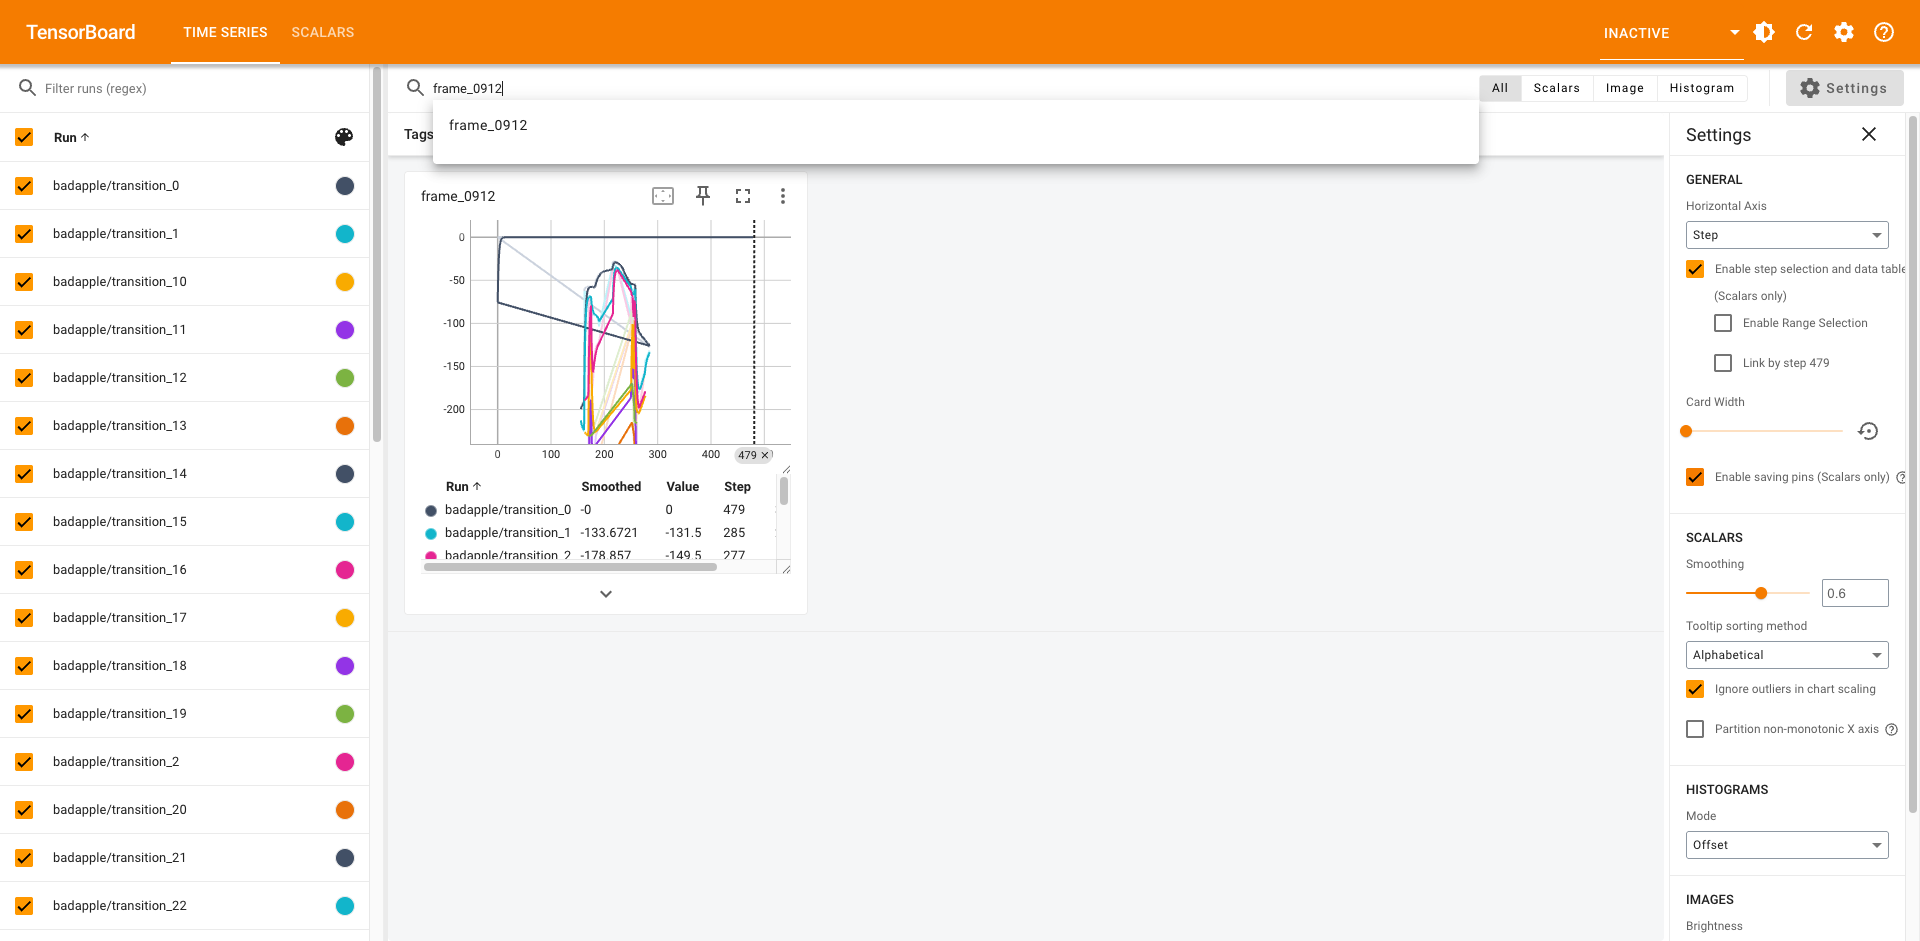 TensorBoard TIME SERIES SCALARS INACTIVE
Filter runs (regex)
Run
badapple/transition_0
badapple/transition_1
badapple/transition_10
badapple/transition_11
badapple/transition_12
badapple/transition_13
badapple/transition_14
badapple/transition_15
badapple/transition_16
badapple/transition_17
badapple/transition_18
badapple/transition_19
badapple/transition_2
badapple/transition_20
badapple/transition_21
badapple/transition_22
frame_0912
All Scalars Image Histogram Settings
frame_0912
Tags
frame_0912
0
-50
-100
-150
-200
0 100 200 300 400 479
Run Smoothed Value Step
badapple/transition_0 -0 0 479
badapple/transition_1 -133.6721 -131.5 285
badapple/transition_2 -178.857 -149.5 277
Settings
GENERAL
Horizontal Axis
Step
Enable step selection and data table
(Scalars only)
Enable Range Selection
Link by step 479
Card Width
Enable saving pins (Scalars only)
SCALARS
Smoothing
0.6
Tooltip sorting method
Alphabetical
Ignore outliers in chart scaling
Partition non-monotonic X axis
HISTOGRAMS
Mode
Offset
IMAGES
Brightness